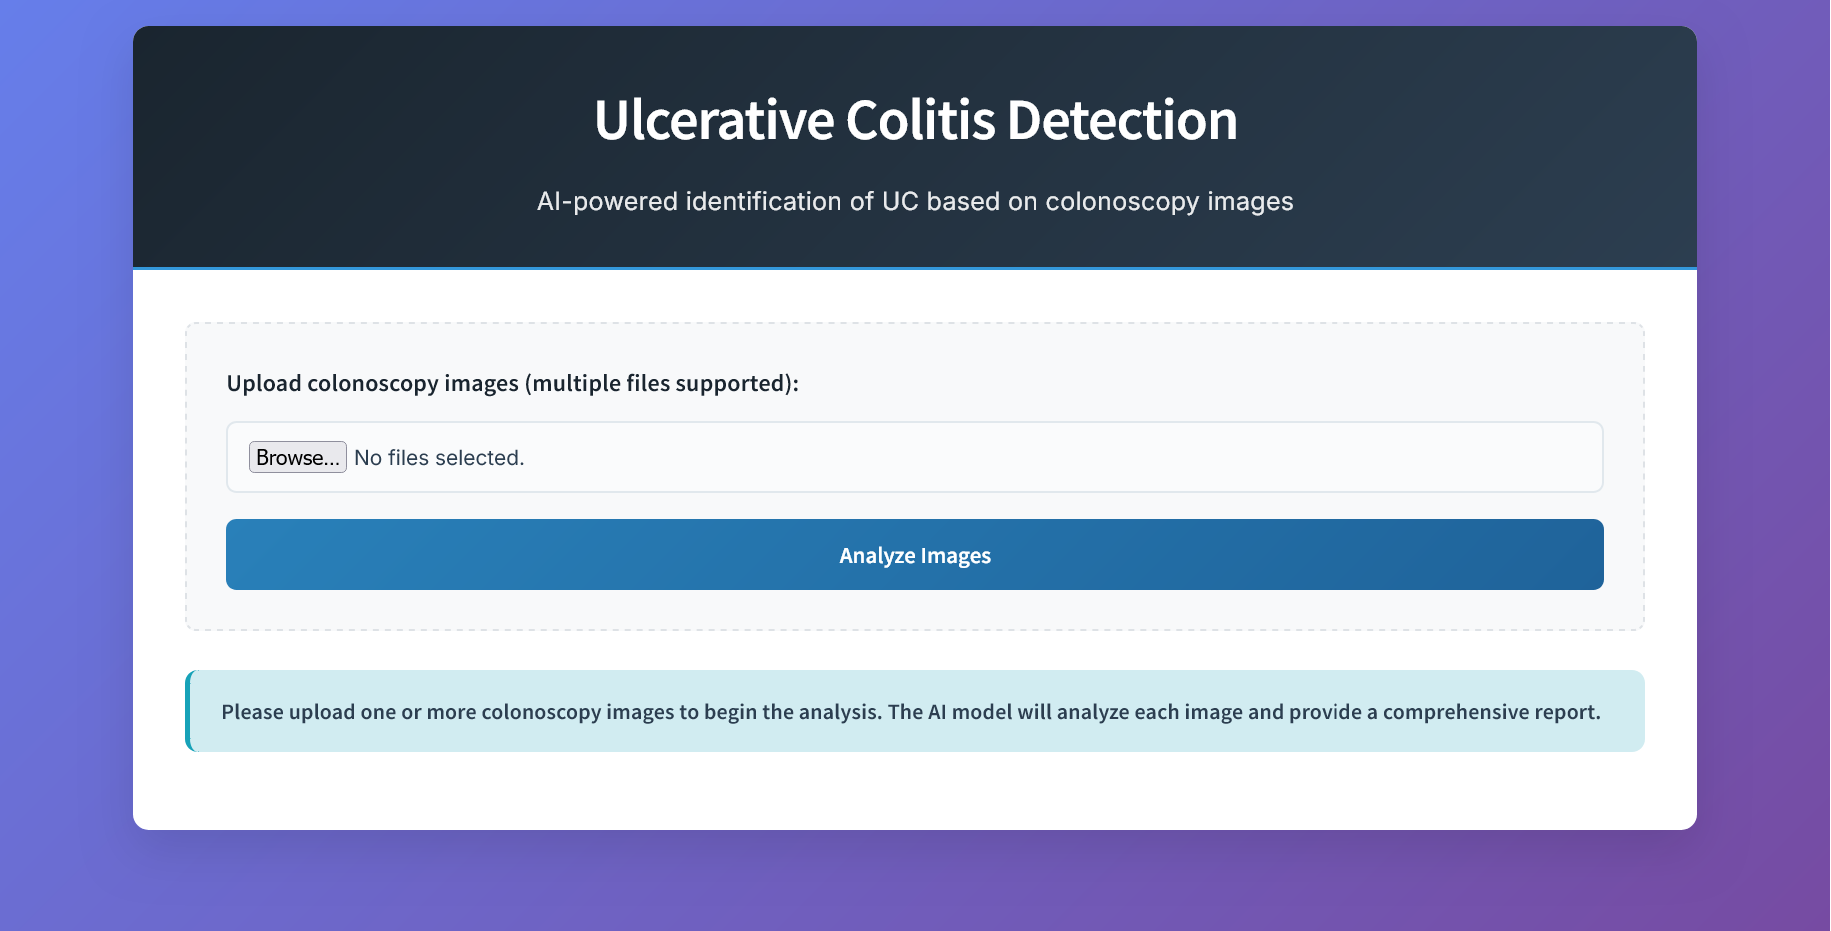 Ulcerative Colitis Detection
AI-powered identification of UC based on colonoscopy images
Upload colonoscopy images (multiple files supported):
Browse... No files selected.
Analyze Images
Please upload one or more colonoscopy images to begin the analysis. The AI model will analyze each image and provide a comprehensive report.